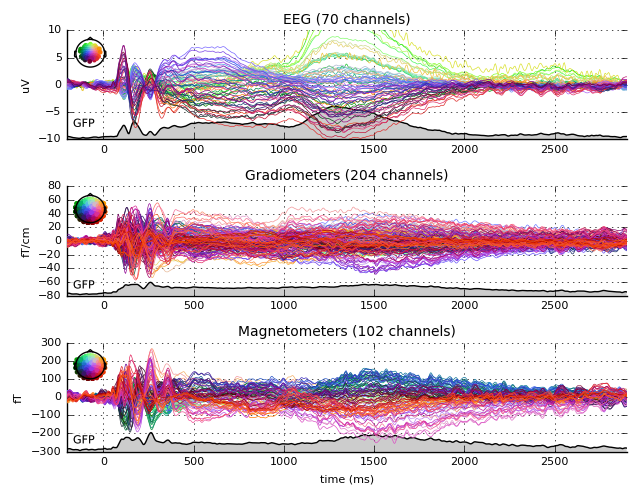 EEG (70 channels)
10
5
0
−5
−10
uV
GFP
0 500 1000 1500 2000 2500
Gradiometers (204 channels)
80
60
40
20
0
−20
−40
−60
−80
fT/cm
GFP
0 500 1000 1500 2000 2500
Magnetometers (102 channels)
300
200
100
0
−100
−200
−300
fT
GFP
0 500 1000 1500 2000 2500
time (ms)